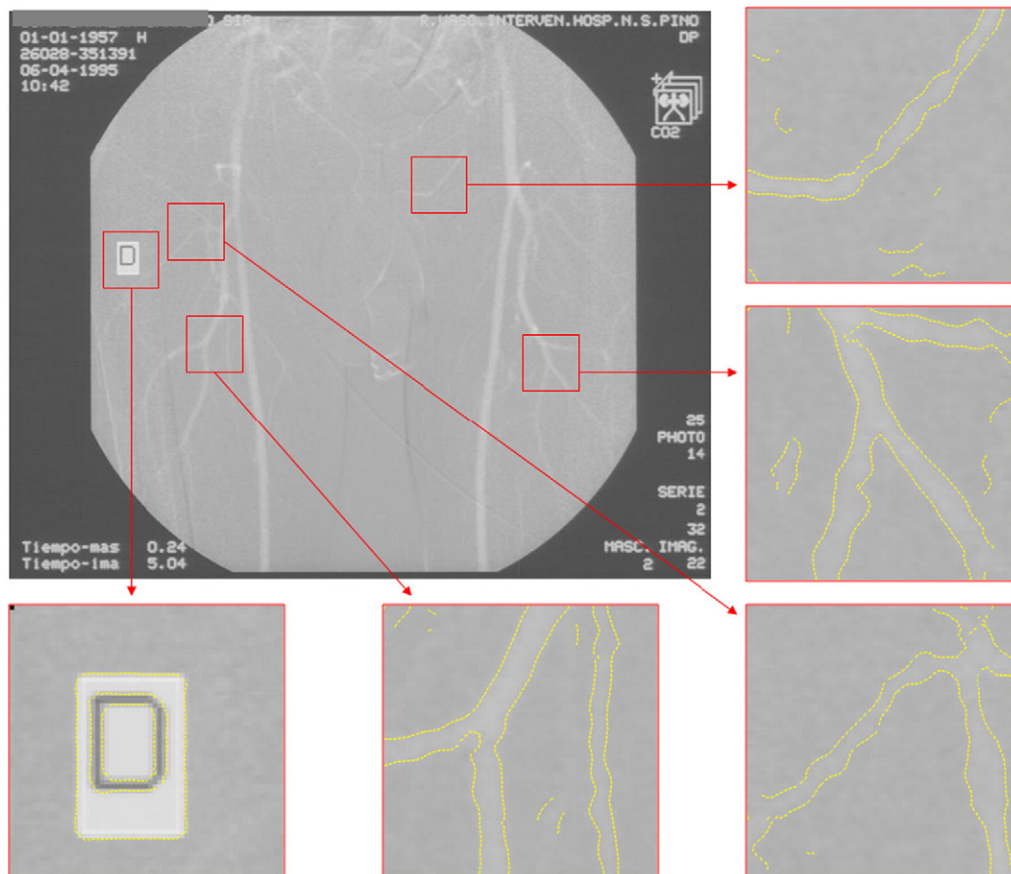 R.VASC.INTERVEN.HOSP.N.S.PINO
01-01-1957 H
DP
26028-351391
06-04-1995
10:42
CO2
D
25
PHOTO
14
SERIE
2
32
Tiempo-mas 0.24
MASC. IMAG.
Tiempo-ima 5.04
2 22
D